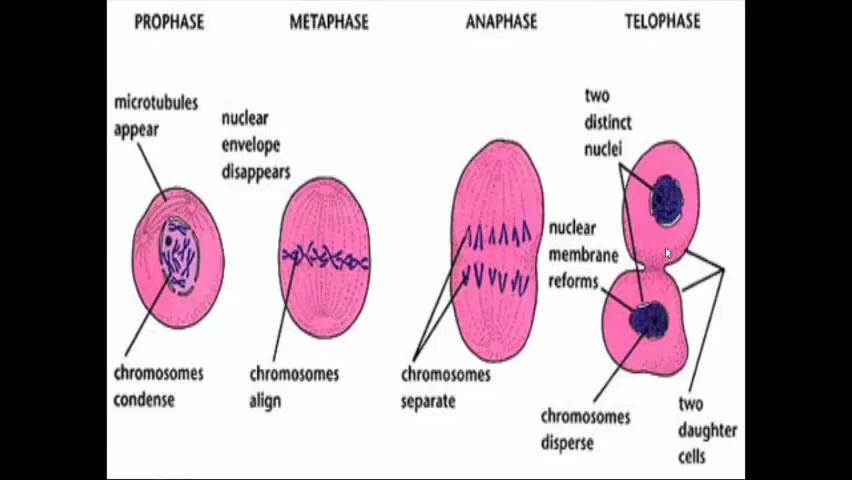 PROPHASE
METAPHASE
ANAPHASE
TELOPHASE
microtubules
appear
nuclear
envelope
disappears
two
distinct
nuclei
nuclear
membrane
reforms
chromosomes
condense
chromosomes
align
chromosomes
separate
chromosomes
disperse
two
daughter
cells